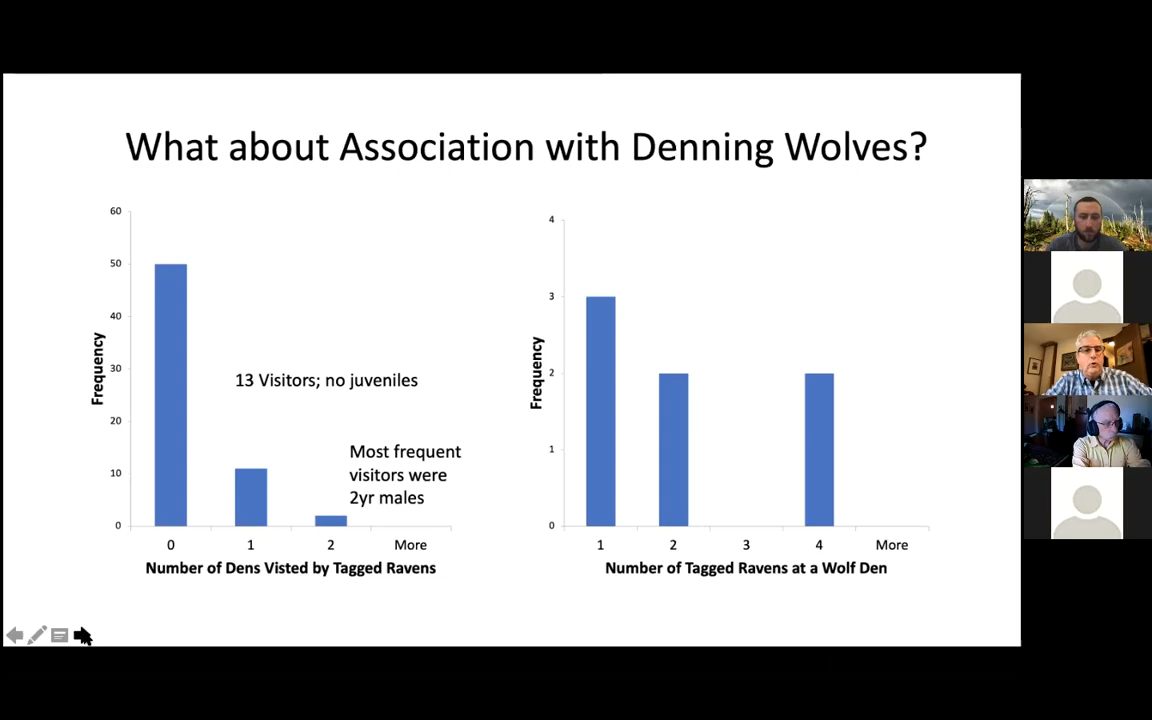 What about Association with Denning Wolves?
60
50
40
30
20
10
0
Frequency
13 Visitors; no juveniles
Most frequent
visitors were
2yr males
0 1 2 More
Number of Dens Visted by Tagged Ravens
4
3
2
1
0
Frequency
1 2 3 4 More
Number of Tagged Ravens at a Wolf Den